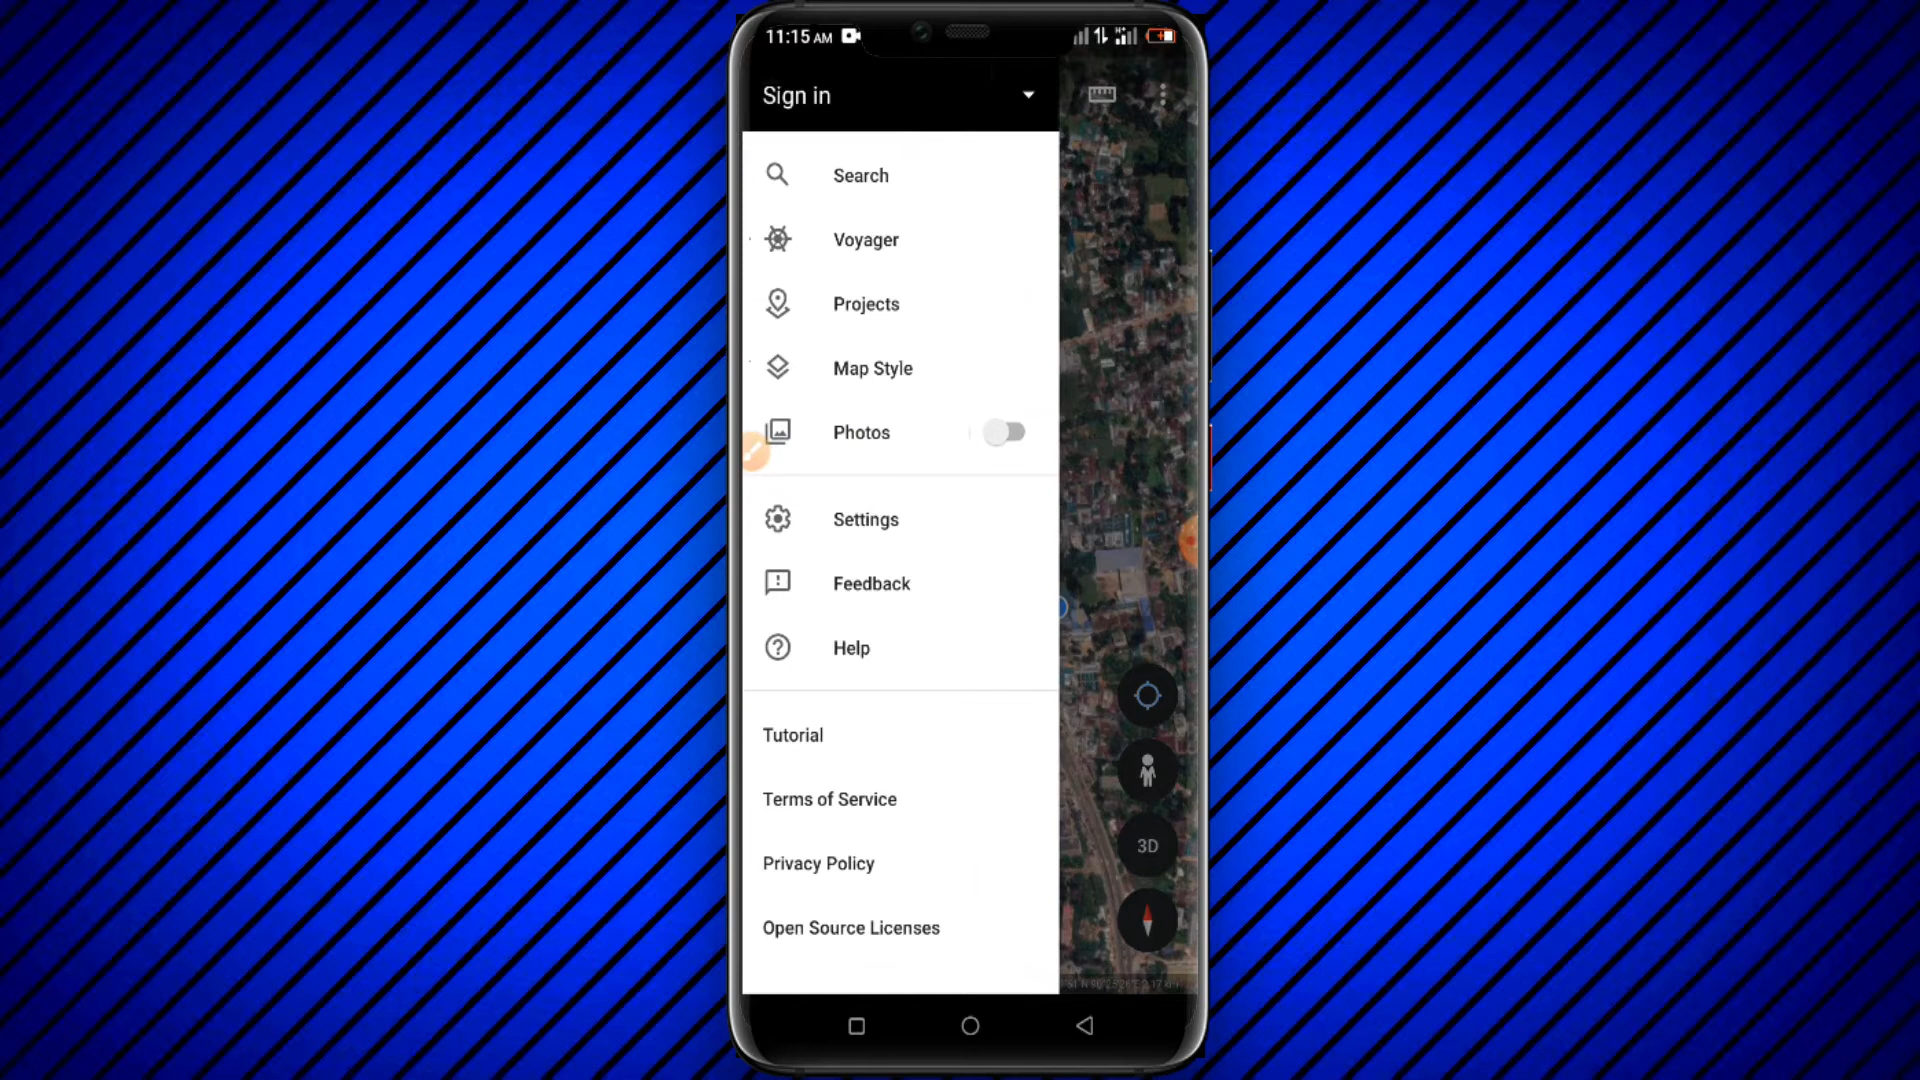 11:15 AM
Sign in
Search
Voyager
Projects
Map Style
Photos
Settings
Feedback
Help
Tutorial
Terms of Service
Privacy Policy
Open Source Licenses
3D